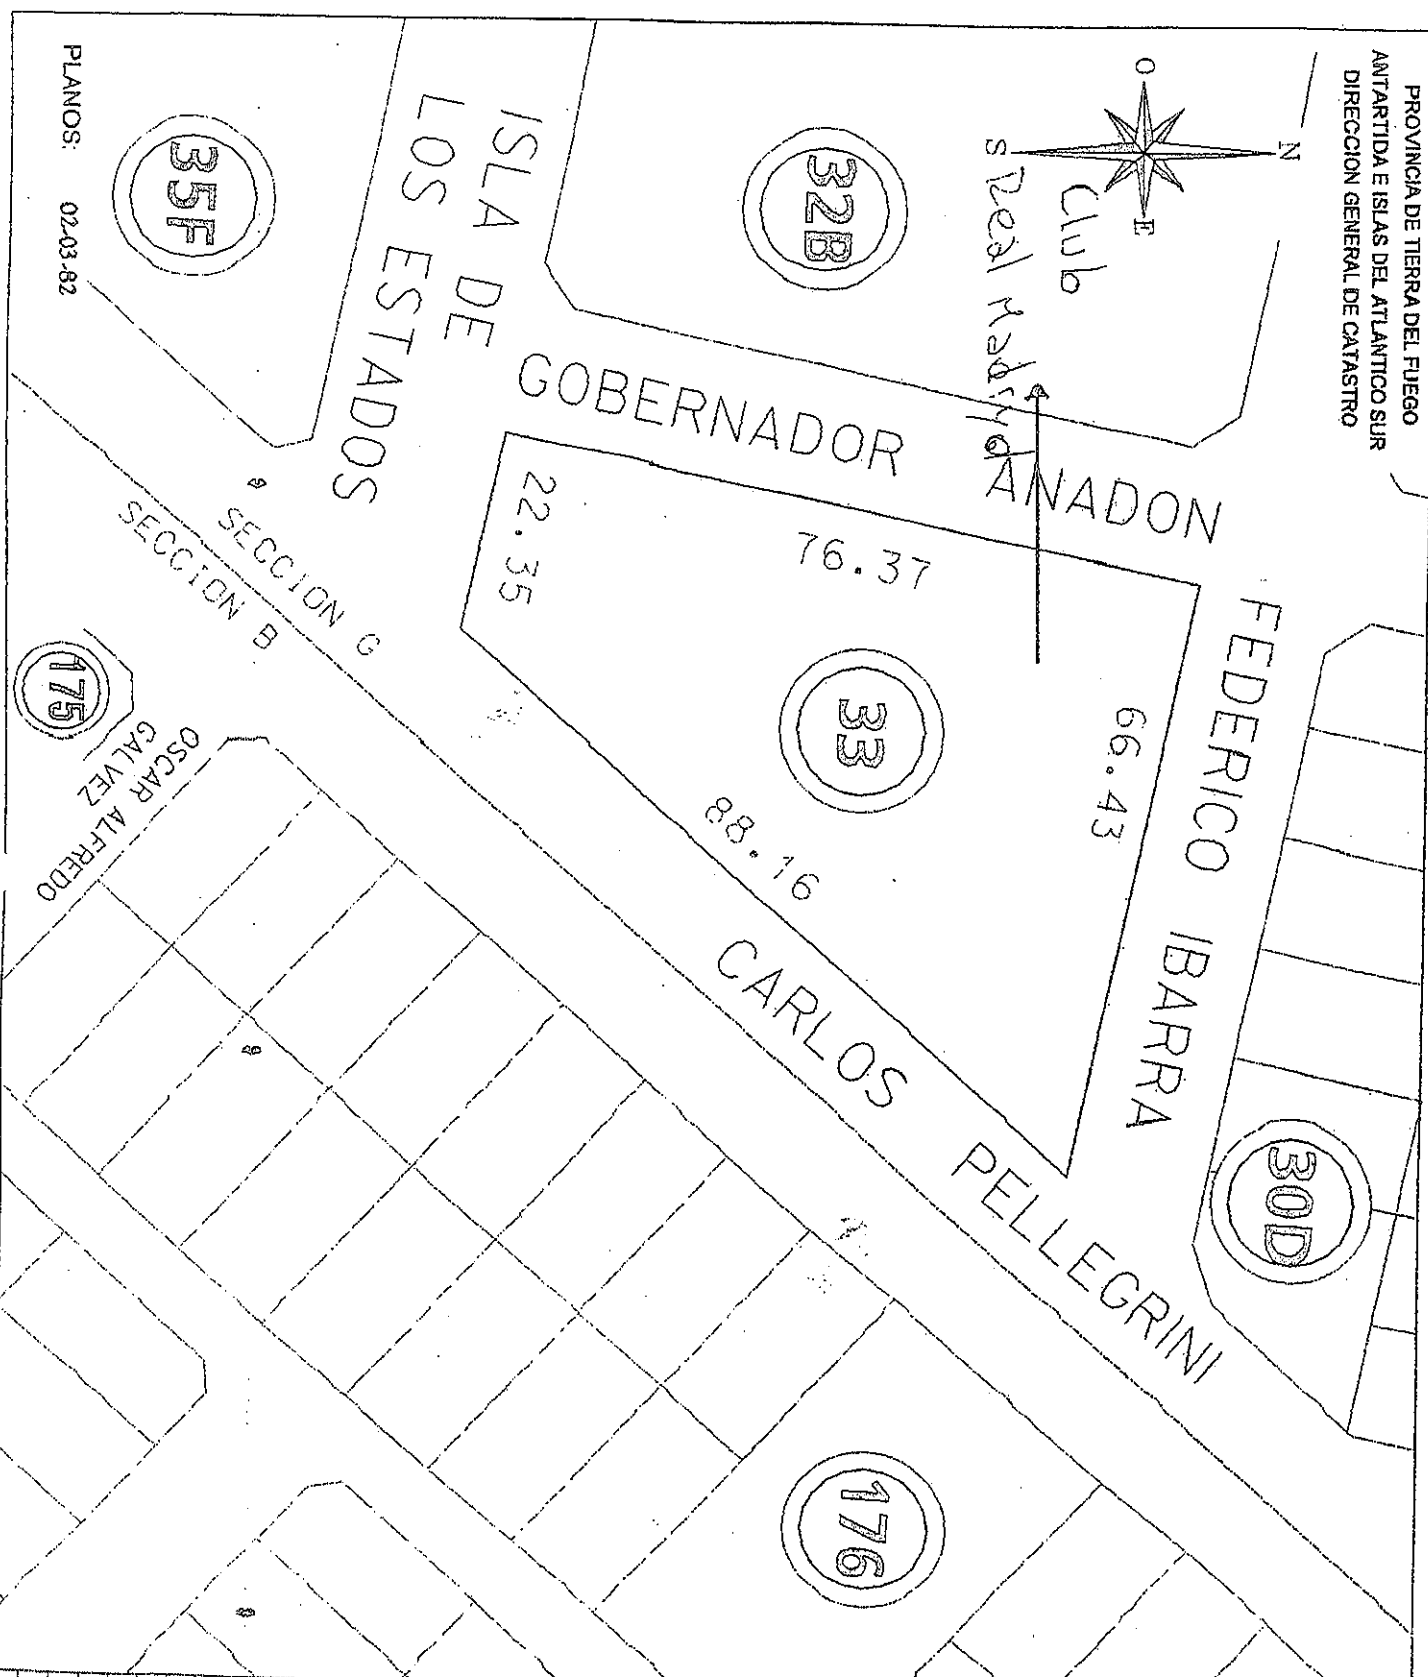 PROVINCIA DE TIERRA DEL FUEGO
ANTARTIDA E ISLAS DEL ATLANTICO SUR
DIRECCION GENERAL DE CATASTRO
N
O
E
S
Club
Real Madrid
32B
30D
FEDERICO IBARRA
GOBERNADOR ANADON
66.43
76.37
33
88.16
22.35
ISLA DE
LOS ESTADOS
CARLOS PELLEGRINI
176
35F
SECCION G
SECCION B
175
OSCAR ALFREDO
GALVEZ
PLANOS: 02-03-82